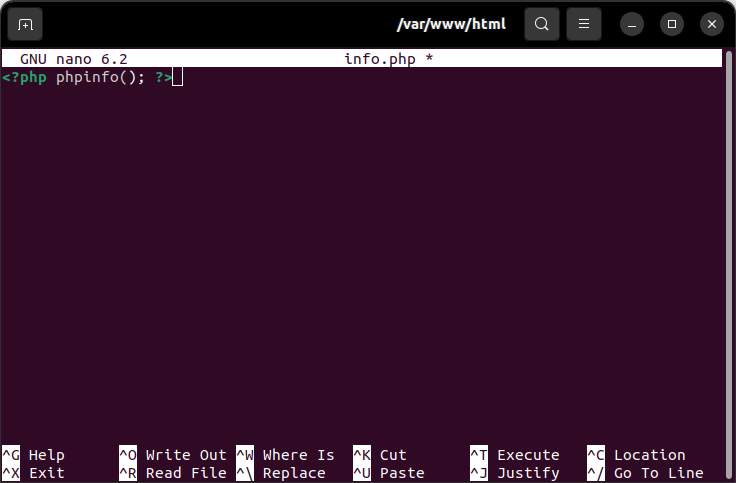 /var/www/html
GNU nano 6.2 info.php *
<?php phpinfo(); ?>
^G Help ^O Write Out ^W Where Is ^K Cut ^T Execute ^C Location
^X Exit ^R Read File ^\ Replace ^U Paste ^J Justify ^/ Go To Line